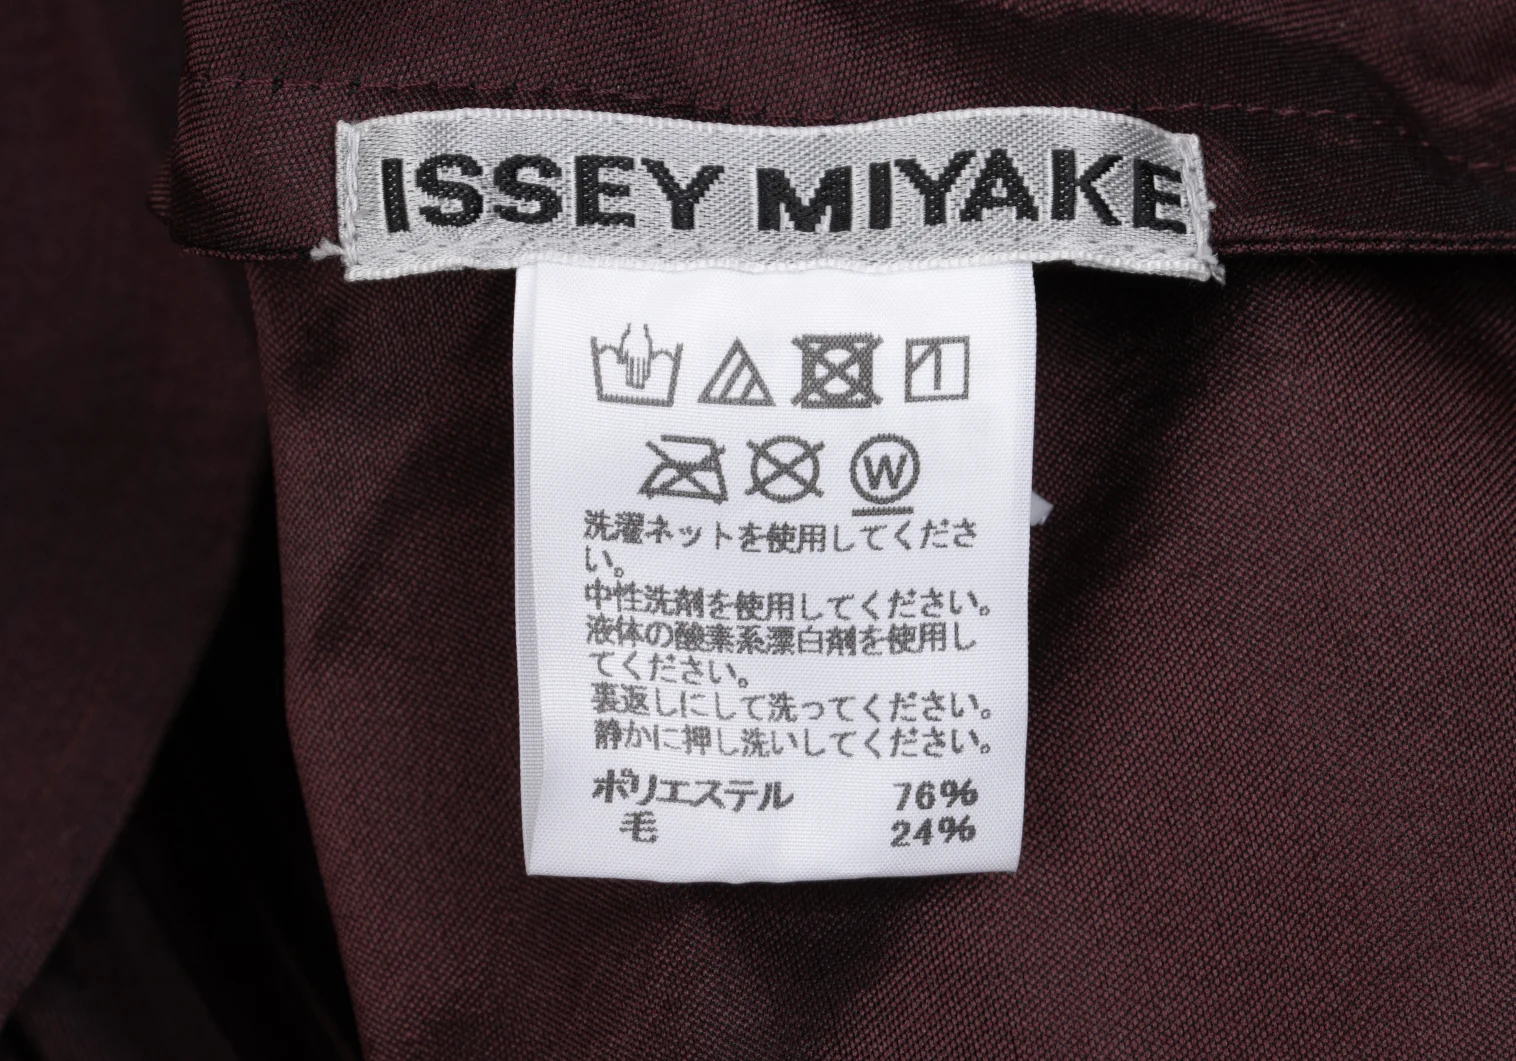 ISSEY MIYAKE
W
洗濯ネットを使用してくださ
い。
中性洗剤を使用してください。
液体の酸素系漂白剤を使用し
てください。
裏返しにして洗ってください。
静かに押し洗いしてください。
ポリエステル 76%
毛 24%